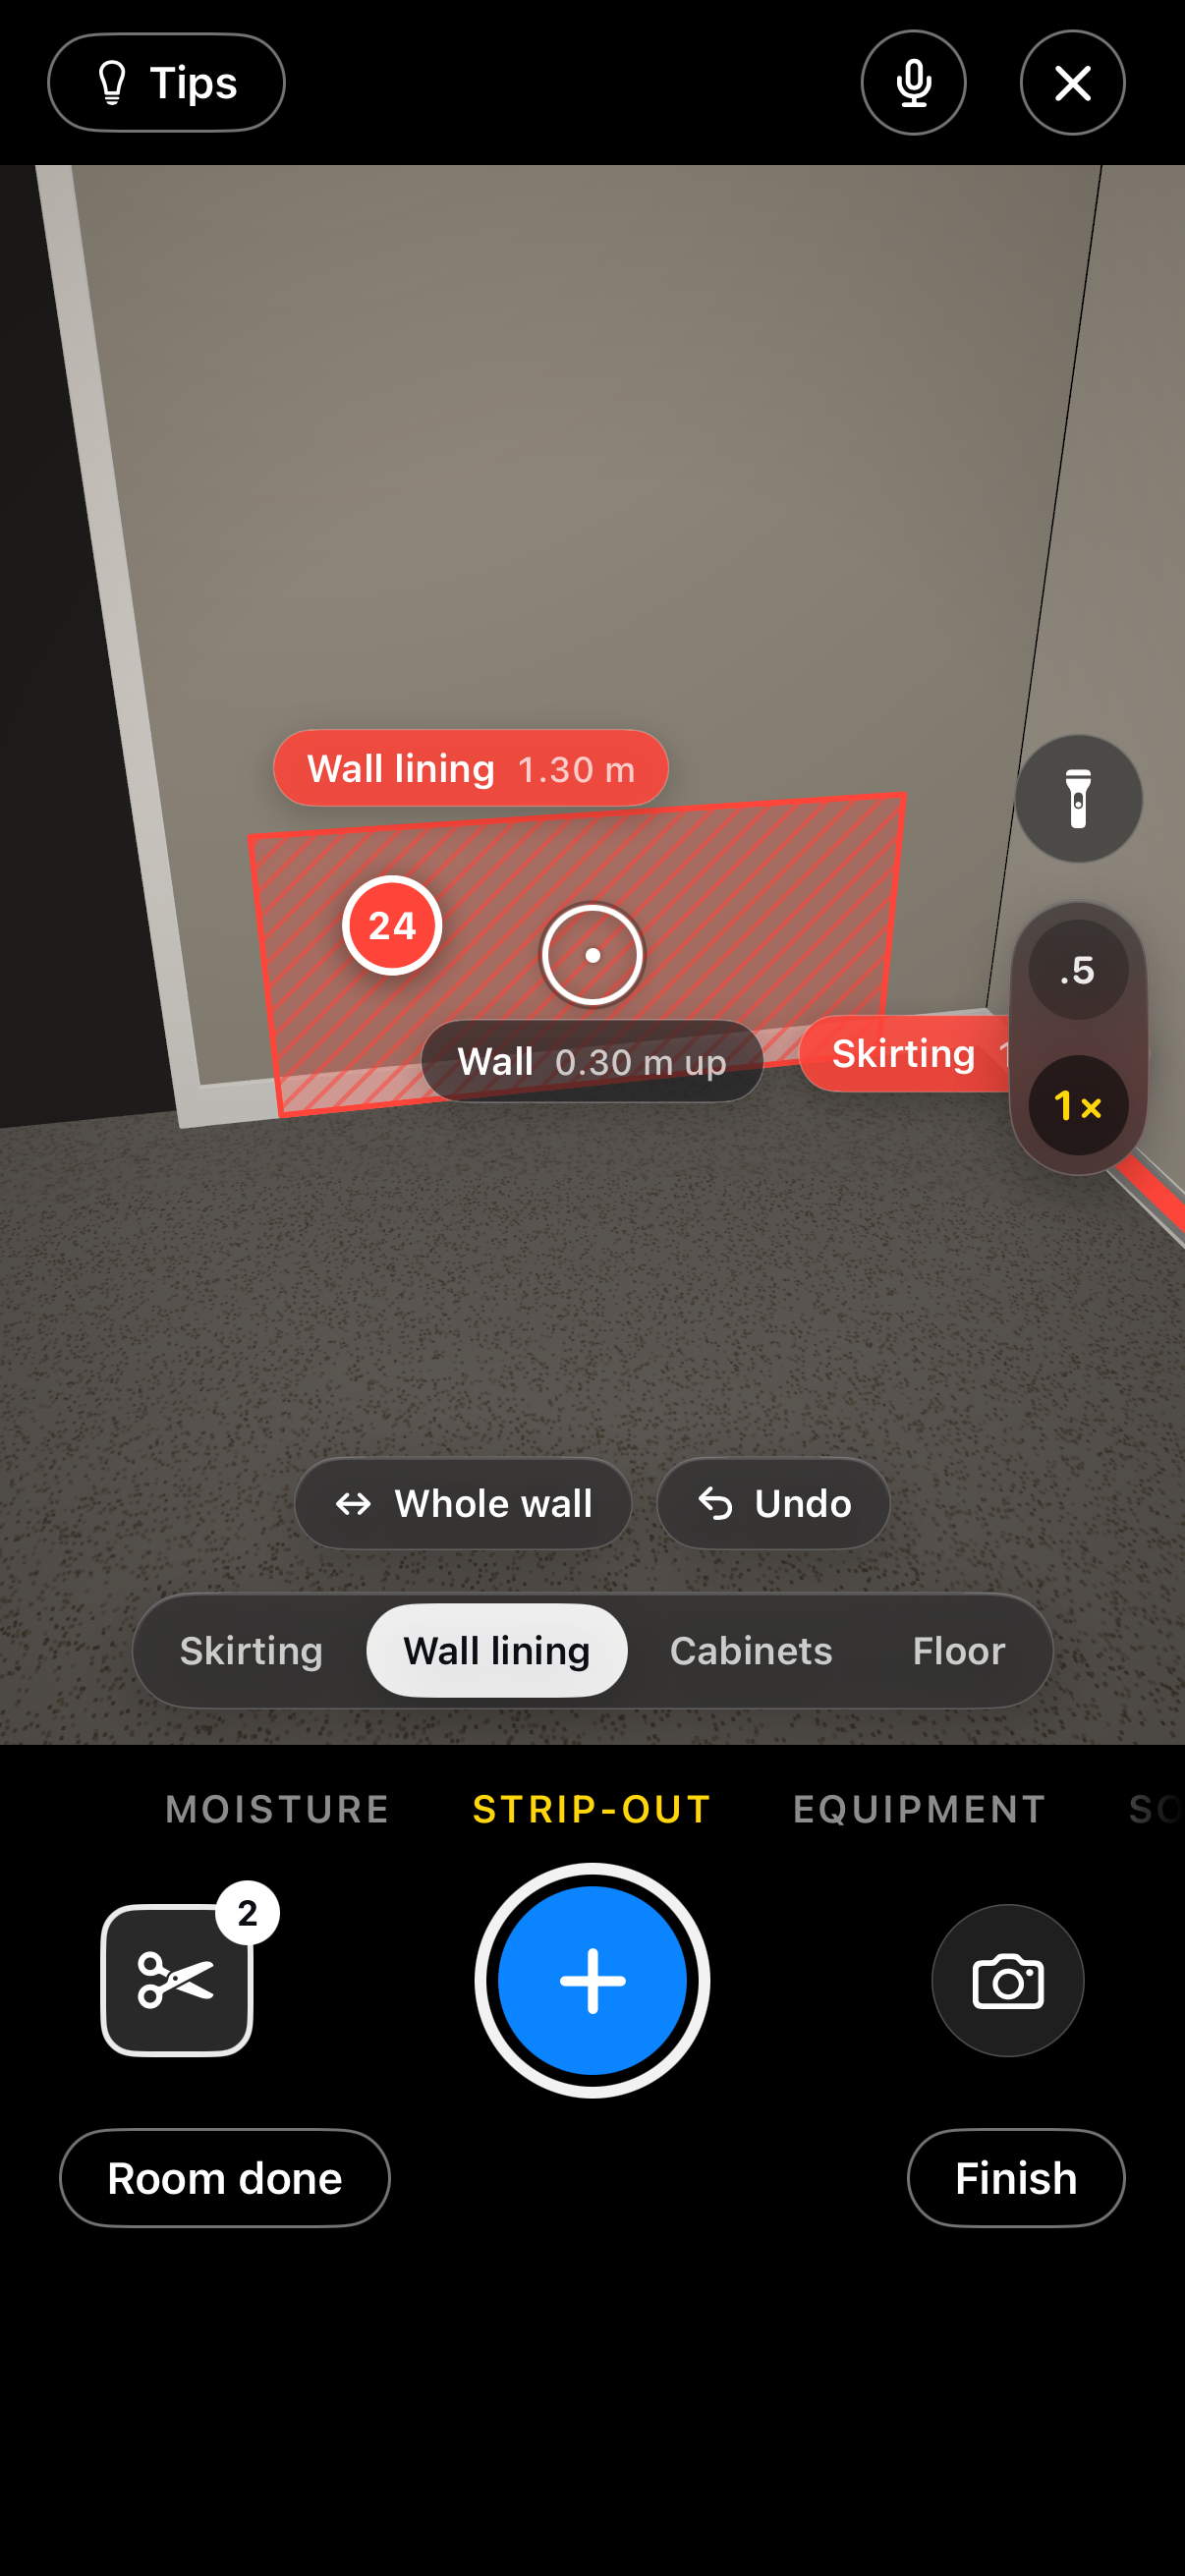 Tips
Wall lining 1.30 m
24
.5
Wall 0.30 m up
Skirting
1×
Whole wall
Undo
Skirting
Wall lining
Cabinets
Floor
MOISTURE
STRIP-OUT
EQUIPMENT
2
Room done
Finish